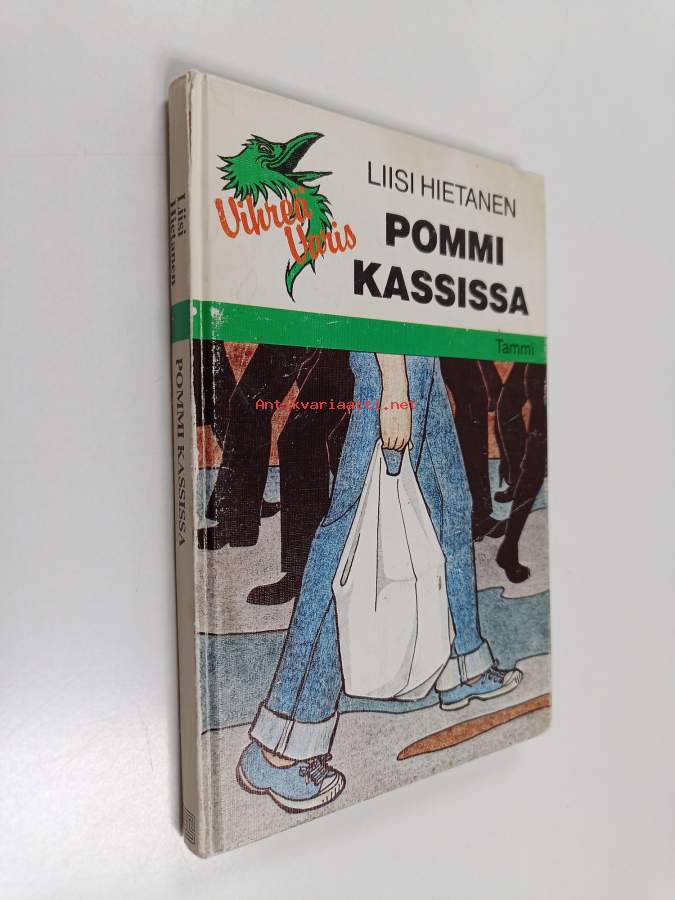 Vihreä
Varis
LIISI HIETANEN
POMMI
KASSISSA
Tammi
Antikvariaatti.net
Liisi
Hietanen
POMMI KASSISSA